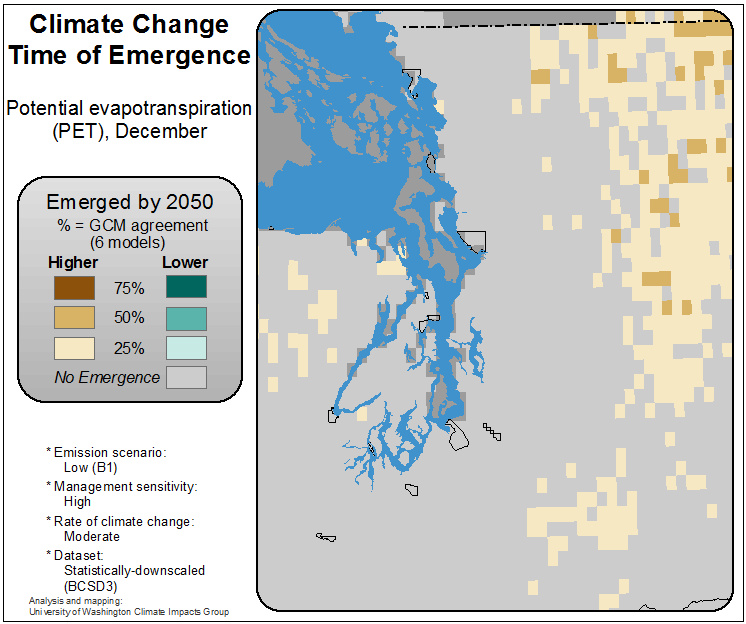 Climate Change
Time of Emergence
Potential evapotranspiration
(PET), December
Emerged by 2050
% = GCM agreement
(6 models)
Higher Lower
75%
50%
25%
No Emergence
* Emission scenario:
Low (B1)
* Management sensitivity:
High
* Rate of climate change:
Moderate
* Dataset:
Statistically-downscaled
(BCSD3)
Analysis and mapping:
University of Washington Climate Impacts Group